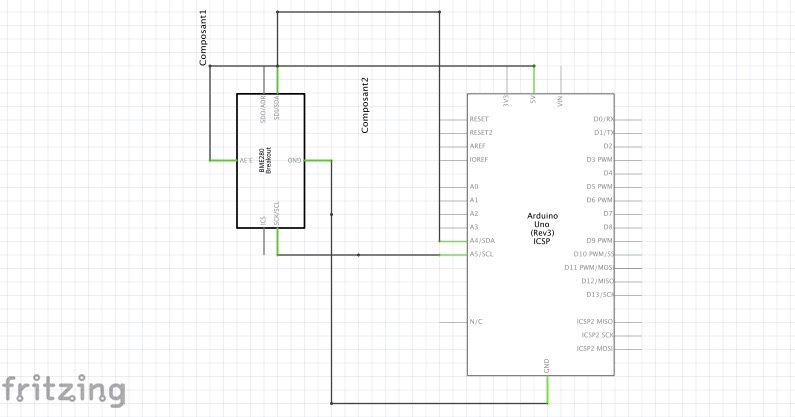 Composant1
Composant2
SDO/ADR
SDI/SDA
3V3
5V
VIN
BME280
Breakout
GND
!CS
SCK/SCL
RESET
RESET2
AREF
IOREF
A0
A1
A2
A3
A4/SDA
A5/SCL
N/C
Arduino
Uno
(Rev3)
ICSP
D0/RX
D1/TX
D2
D3 PWM
D4
D5 PWM
D6 PWM
D7
D8
D9 PWM
D10 PWM/SS
D11 PWM/MOSI
D12/MISO
D13/SCK
ICSP2 MISO
ICSP2 SCK
ICSP2 MOSI
GND
fritzing